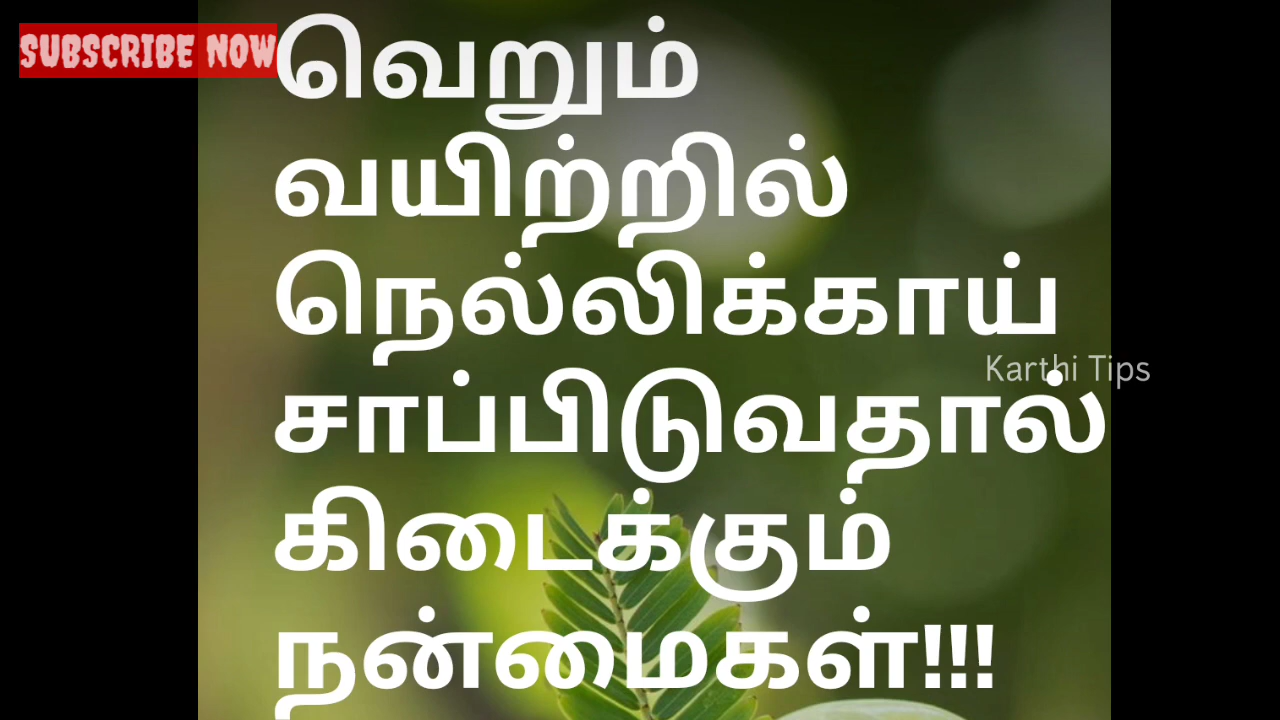 SUBSCRIBE NOW
வெறும்
வயிற்றில்
நெல்லிக்காய்
Karthi Tips
சாப்பிடுவதால்
கிடைக்கும்
நன்மைகள்!!!